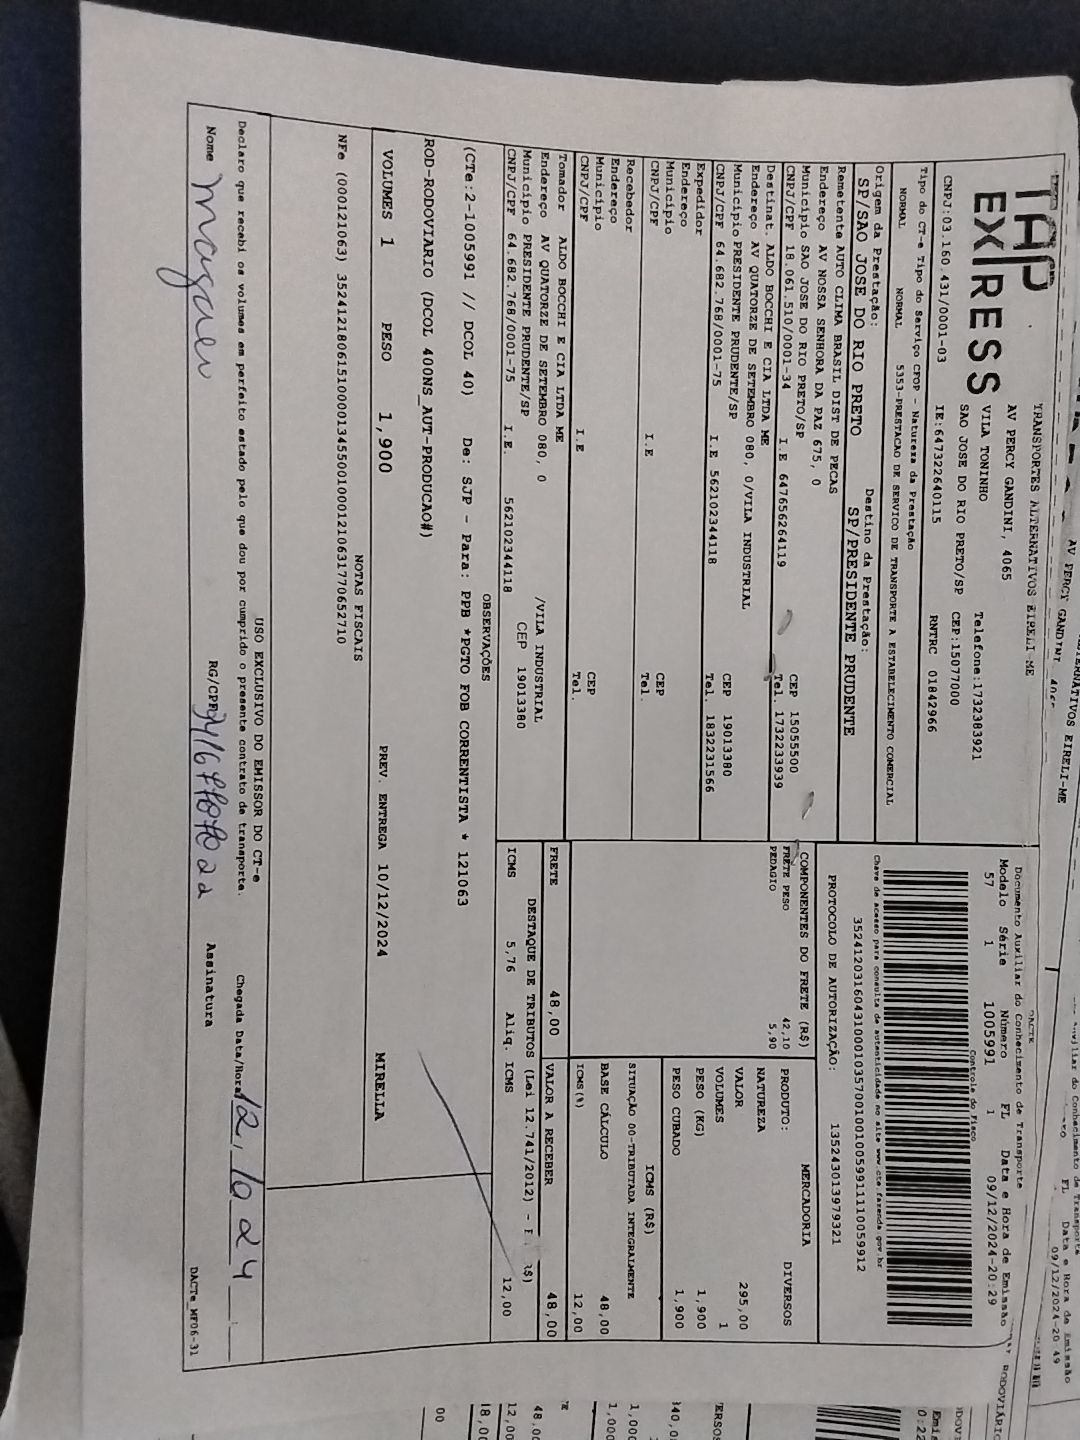 TAP
EXPRESS
TRANSPORTES ALTERNATIVOS EIRELI-ME
AV PERCY GANDINI, 4065
VILA TONINHO
SAO JOSE DO RIO PRETO/SP
Telefone:1732383921
CEP:15077000
CNPJ:03.160.431/0001-03
IE:647322640115
RNTRC 01842966
Tipo do CT-e Tipo do Serviço CFOP - Natureza da Prestação
NORMAL NORMAL 5353-PRESTACAO DE SERVICO DE TRANSPORTE A ESTABELECIMENTO COMERCIAL
Origem da Prestação:
SP/SAO JOSE DO RIO PRETO
Destino da Prestação:
SP/PRESIDENTE PRUDENTE
Remetente AUTO CLIMA BRASIL DIST DE PECAS
Endereço AV NOSSA SENHORA DA PAZ 675, 0
Município SAO JOSE DO RIO PRETO/SP CEP 15055500
CNPJ/CPF 18.061.510/0001-34 I.E 647656264119 Tel. 1732233939
Destinat. ALDO BOCCHI E CIA LTDA ME
Endereço AV QUATORZE DE SETEMBRO 080, 0/VILA INDUSTRIAL
Município PRESIDENTE PRUDENTE/SP CEP 19013380
CNPJ/CPF 64.682.768/0001-75 I.E 562102344118 Tel. 1832231566
Expedidor
Endereço
Município CEP
CNPJ/CPF I.E Tel.
Recebedor
Endereço
Município CEP
CNPJ/CPF I.E Tel.
Tomador ALDO BOCCHI E CIA LTDA ME
Endereço AV QUATORZE DE SETEMBRO 080, 0 /VILA INDUSTRIAL
Município PRESIDENTE PRUDENTE/SP CEP 19013380
CNPJ/CPF 64.682.768/0001-75 I.E. 562102344118
DACTE
Documento Auxiliar do Conhecimento de Transporte
Modelo Série Número FL Data e Hora de Emissão
57 1 1005991 1 09/12/2024-20:29
Controle do Fisco
Chave de acesso para consulta de autenticidade no site www.cte.fazenda.gov.br
35241203160431000103570010010059911110059912
PROTOCOLO DE AUTORIZAÇÃO: 135243013979321
COMPONENTES DO FRETE (R$)
FRETE PESO 42,10
PEDAGIO 5,90
PRODUTO: MERCADORIA DIVERSOS
NATUREZA
VALOR 295,00
VOLUMES 1
PESO (KG) 1,900
PESO CUBADO 1,900
ICMS (R$)
SITUAÇÃO 00-TRIBUTADA INTEGRALMENTE
BASE CÁLCULO 48,00
ICMS(%) 12,00
FRETE 48,00 VALOR A RECEBER 48,00
DESTAQUE DE TRIBUTOS (Lei 12.741/2012)
ICMS 5,76 Aliq. ICMS 12,00
OBSERVAÇÕES
(CTe:2-1005991 // DCOL 40) De: SJP - Para: PPB *PGTO FOB CORRENTISTA * 121063
ROD-RODOVIARIO (DCOL 400NS_AUT-PRODUCAO#)
VOLUMES 1 PESO 1,900 PREV. ENTREGA 10/12/2024 MIRELLA
NOTAS FISCAIS
NFe (000121063) 35241218061510000134550010001210631770652710
USO EXCLUSIVO DO EMISSOR DO CT-e
Declaro que recebi os volumes em perfeito estado pelo que dou por cumprido o presente contrato de transporte. Chegada Data/Hora 12, 10 24
Nome RG/CPF Assinatura
DACTe_MF06-31